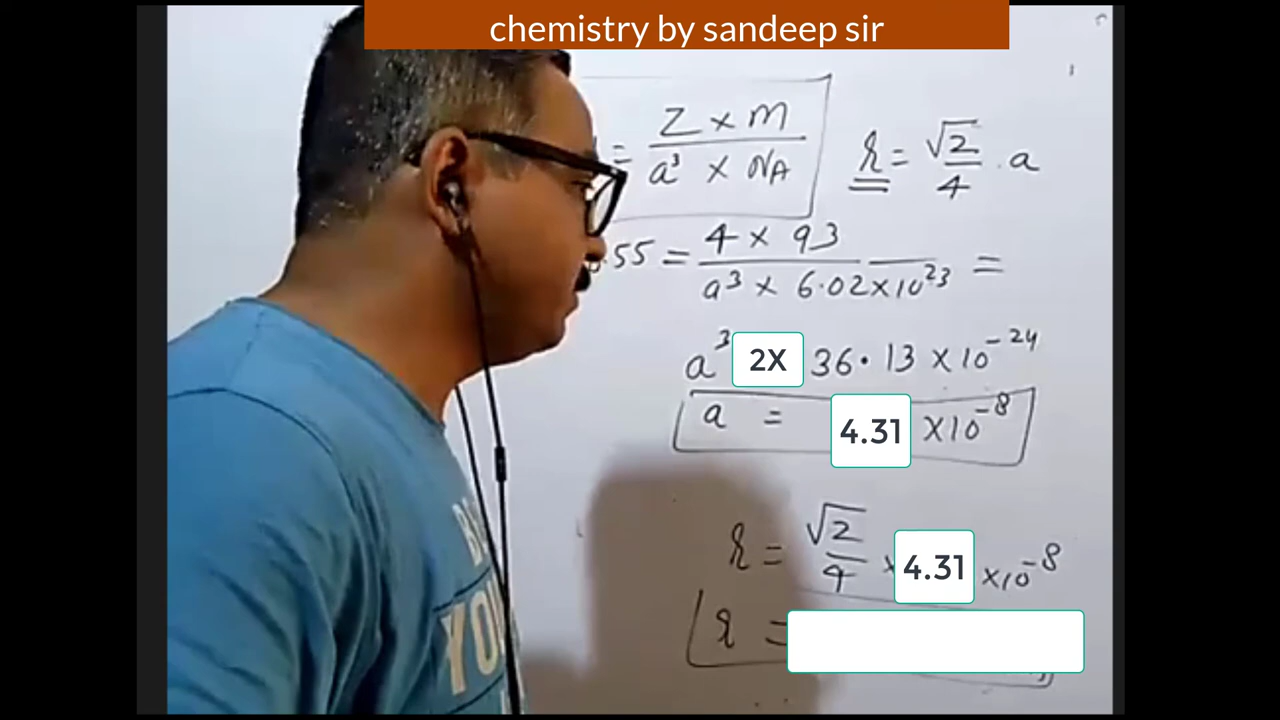 chemistry by sandeep sir
= Z × M / a³ × NA
r = √2/4 . a
.55 = 4 × 93 / a³ × 6.02 × 10²³ =
a³ 2X 36.13 × 10⁻²⁴
a = 4.31 × 10⁻⁸
r = √2/4 × 4.31 × 10⁻⁸
r =
YOU